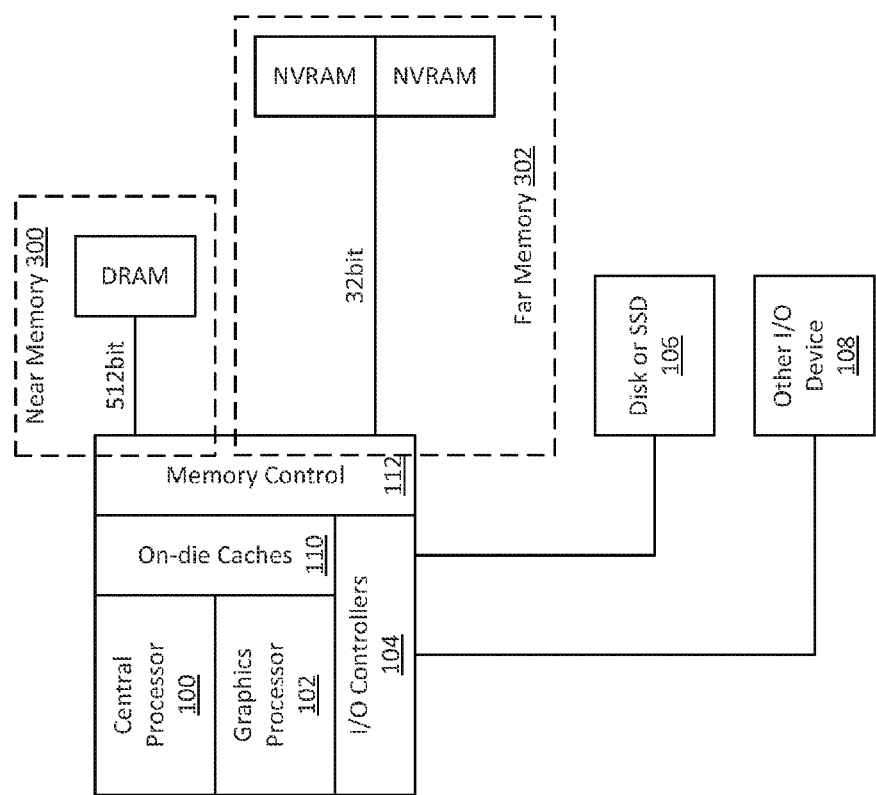 Central
Processor
100
Graphics
Processor
102
I/O Controllers
104
On-die Caches
110
Memory Control
112
Near Memory 300
512bit
DRAM
Far Memory 302
32bit
NVRAM
NVRAM
Disk or SSD
106
Other I/O
Device
108